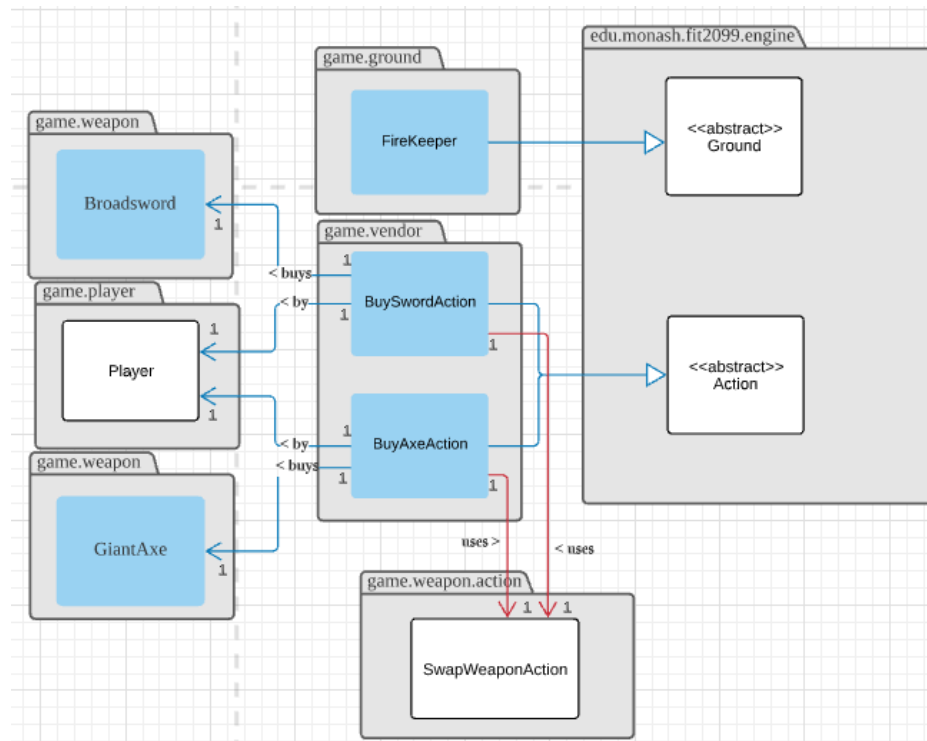 edu.monash.fit2099.engine
game.ground
FireKeeper
<<abstract>>
Ground
game.weapon
Broadsword
1
game.vendor
1
< buys
BuySwordAction
< by
1
1
game.player
1
Player
1
<<abstract>>
Action
1
< by
BuyAxeAction
< buys
1
1
game.weapon
GiantAxe
1
uses >
< uses
game.weapon.action
1
1
SwapWeaponAction